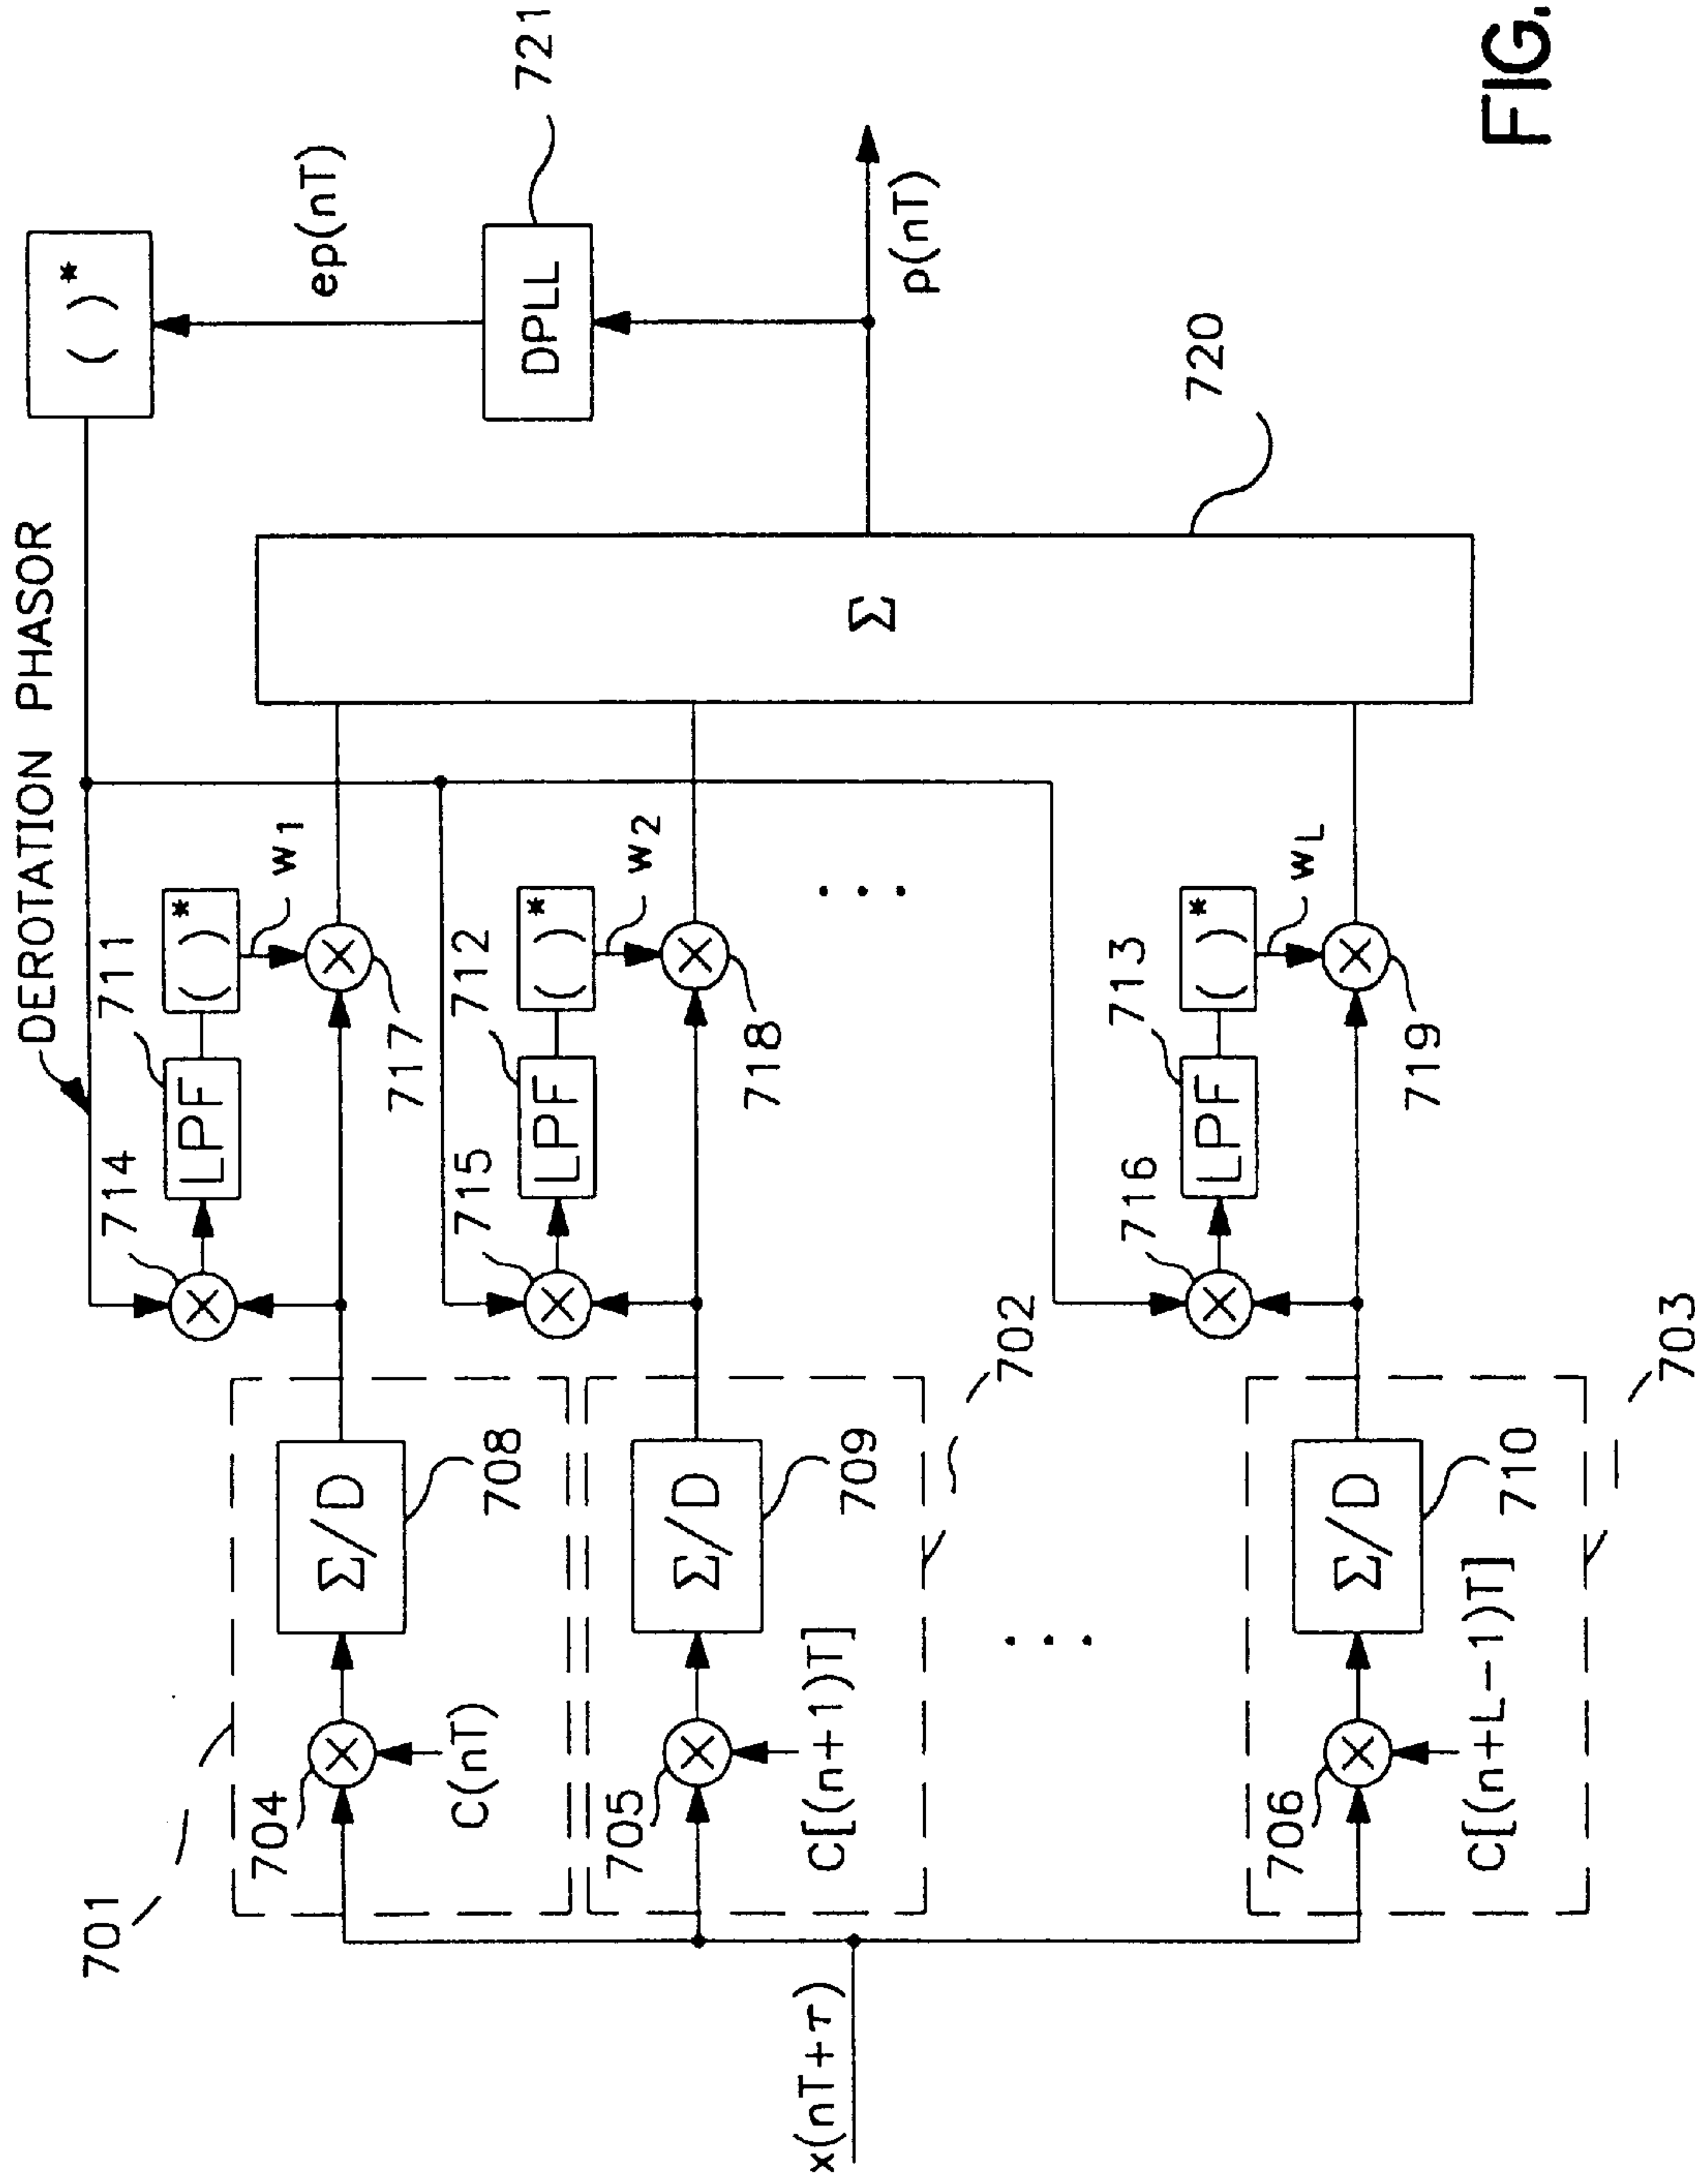 DEROTATION PHASOR
( )*
ep(nT)
721
DPLL
p(nT)
720
Σ
714
711
LPF
( )*
w1
717
701
704
C(nT)
Σ/D
708
715
712
LPF
( )*
w2
718
705
C[(n+1)T]
Σ/D
709
702
x(nT+τ)
. . .
. . .
716
713
LPF
( )*
wL
719
706
C[(n+L-1)T]
Σ/D
710
703
FIG.